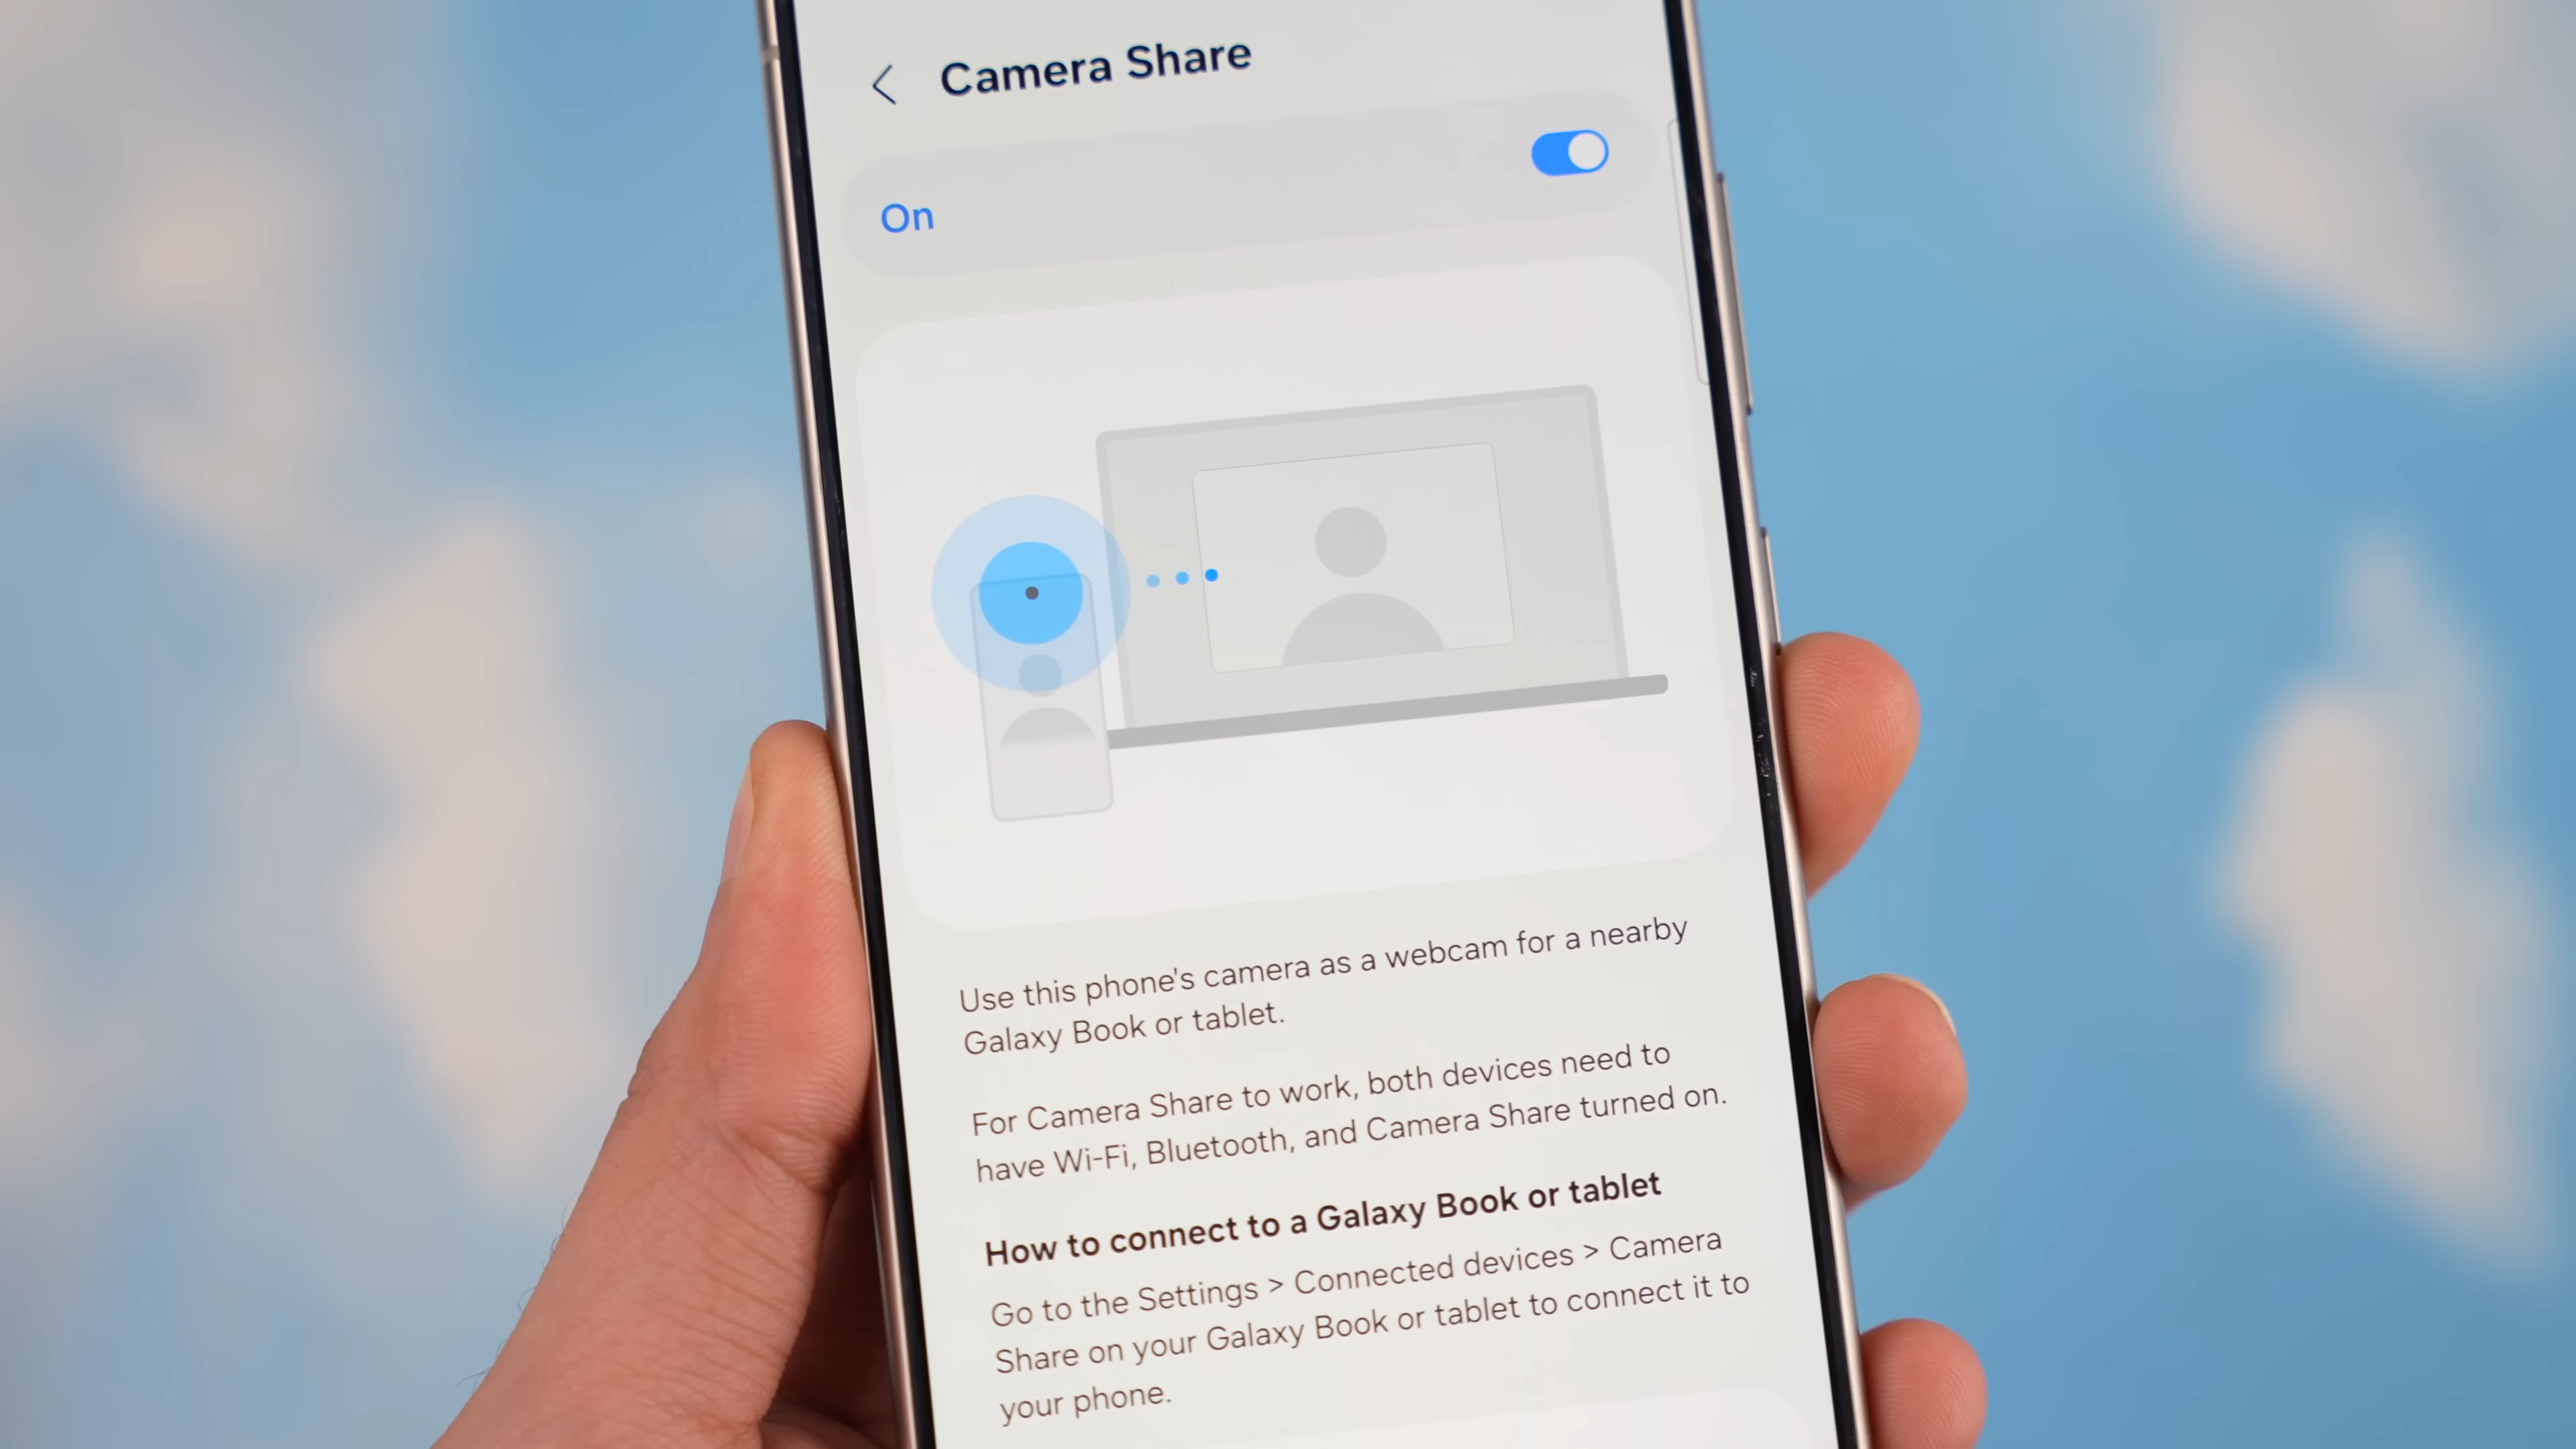 Camera Share
On
Use this phone's camera as a webcam for a nearby
Galaxy Book or tablet.
For Camera Share to work, both devices need to
have Wi-Fi, Bluetooth, and Camera Share turned on.
How to connect to a Galaxy Book or tablet
Go to the Settings > Connected devices > Camera
Share on your Galaxy Book or tablet to connect it to
your phone.